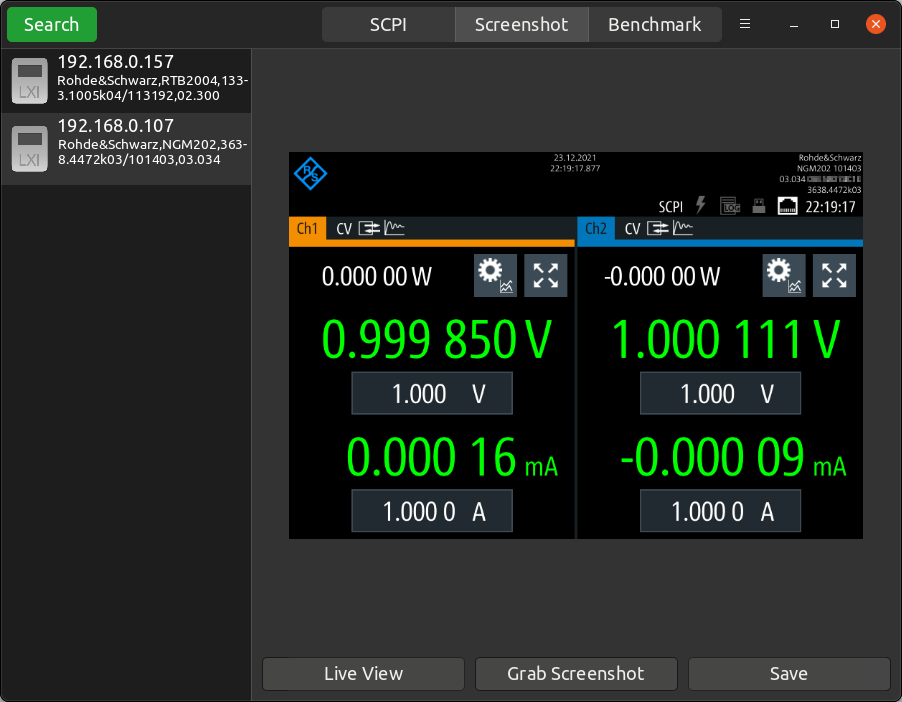 Search
SCPI
Screenshot
Benchmark
192.168.0.157
Rohde&Schwarz,RTB2004,133-
3.1005k04/113192,02.300
LXI
192.168.0.107
Rohde&Schwarz,NGM202,363-
8.4472k03/101403,03.034
LXI
R&S
23.12.2021
22:19:17.877
Rohde&Schwarz
NGM202 101403
03.034
3638.4472k03
SCPI
LOG
22:19:17
Ch1 CV
Ch2 CV
0.000 00 W
-0.000 00 W
0.999 850 V
1.000 111 V
1.000 V
1.000 V
0.000 16 mA
-0.000 09 mA
1.000 0 A
1.000 0 A
Live View
Grab Screenshot
Save